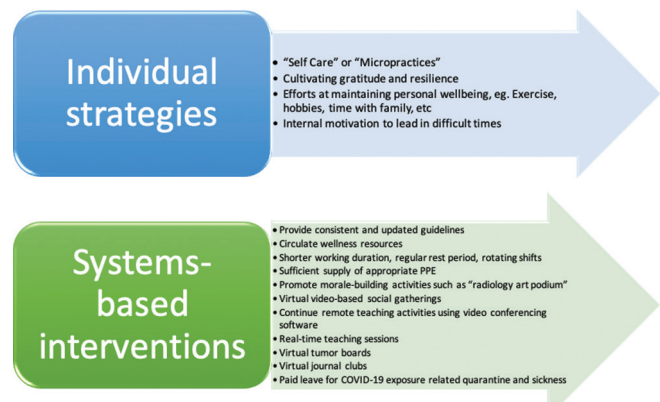 Individual
strategies
• “Self Care” or “Micropractices”
• Cultivating gratitude and resilience
• Efforts at maintaining personal wellbeing, eg. Exercise,
hobbies, time with family, etc
• Internal motivation to lead in difficult times
Systems-
based
interventions
• Provide consistent and updated guidelines
• Circulate wellness resources
• Shorter working duration, regular rest period, rotating shifts
• Sufficient supply of appropriate PPE
• Promote morale-building activities such as “radiology art podium”
• Virtual video-based social gatherings
• Continue remote teaching activities using video conferencing
software
• Real-time teaching sessions
• Virtual tumor boards
• Virtual journal clubs
• Paid leave for COVID-19 exposure related quarantine and sickness